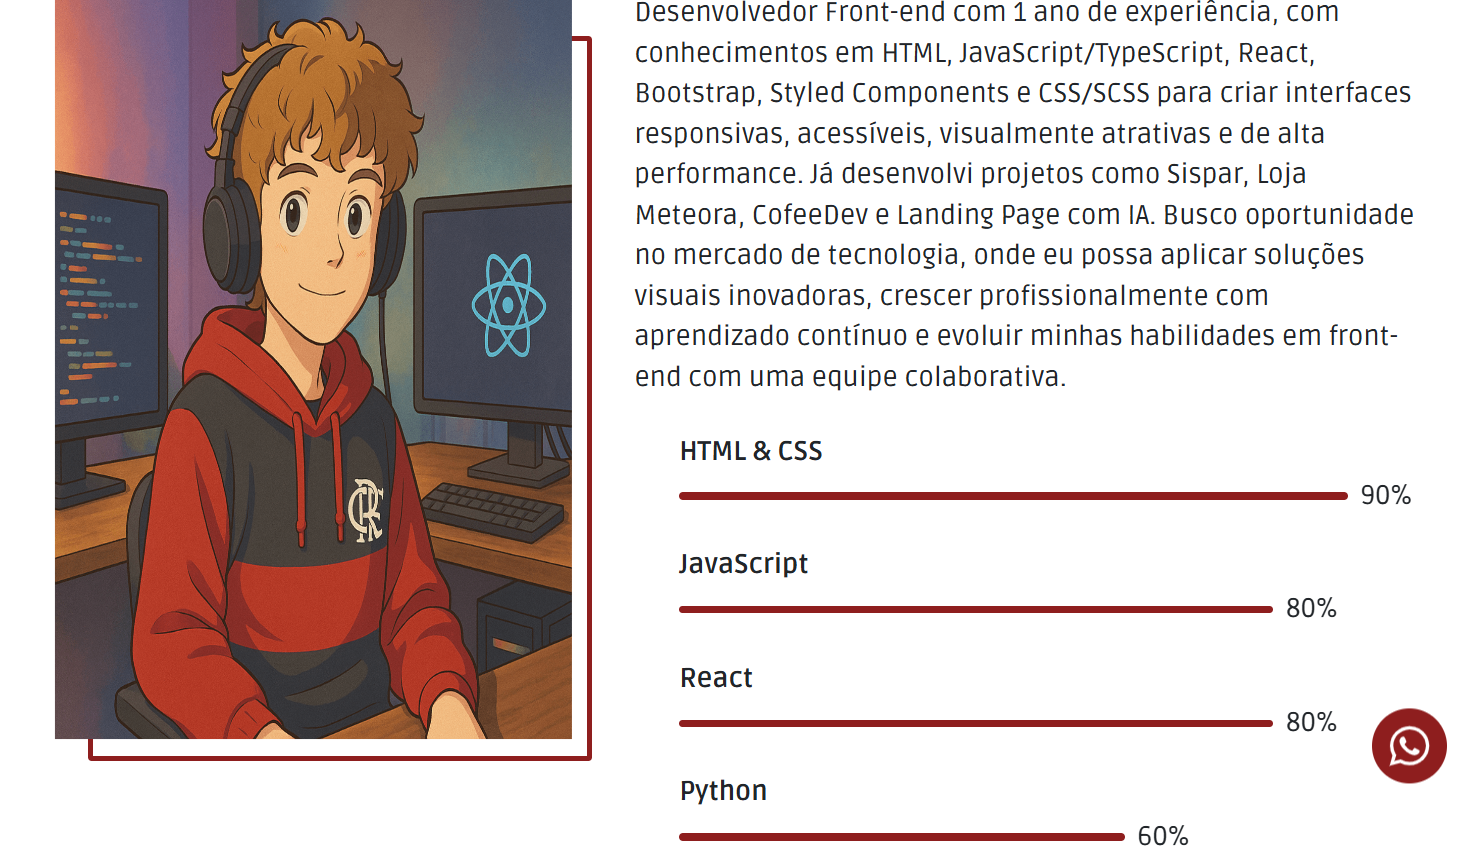 Desenvolvedor Front-end com 1 ano de experiência, com
conhecimentos em HTML, JavaScript/TypeScript, React,
Bootstrap, Styled Components e CSS/SCSS para criar interfaces
responsivas, acessíveis, visualmente atrativas e de alta
performance. Já desenvolvi projetos como Sispar, Loja
Meteora, CofeeDev e Landing Page com IA. Busco oportunidade
no mercado de tecnologia, onde eu possa aplicar soluções
visuais inovadoras, crescer profissionalmente com
aprendizado contínuo e evoluir minhas habilidades em front-
end com uma equipe colaborativa.
HTML & CSS
90%
JavaScript
80%
React
80%
Python
60%
CRF